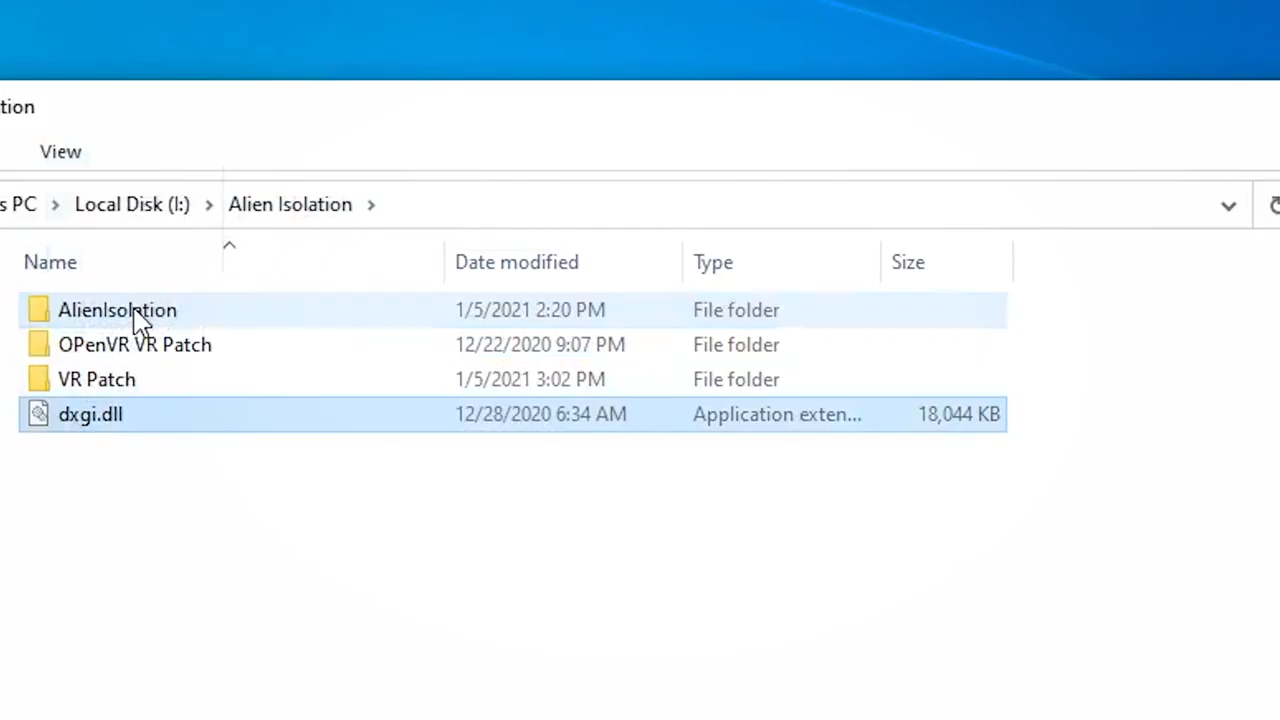 tion
View
s PC > Local Disk (I:) > Alien Isolation >
Name Date modified Type Size
AlienIsolation 1/5/2021 2:20 PM File folder
OPenVR VR Patch 12/22/2020 9:07 PM File folder
VR Patch 1/5/2021 3:02 PM File folder
dxgi.dll 12/28/2020 6:34 AM Application exten... 18,044 KB